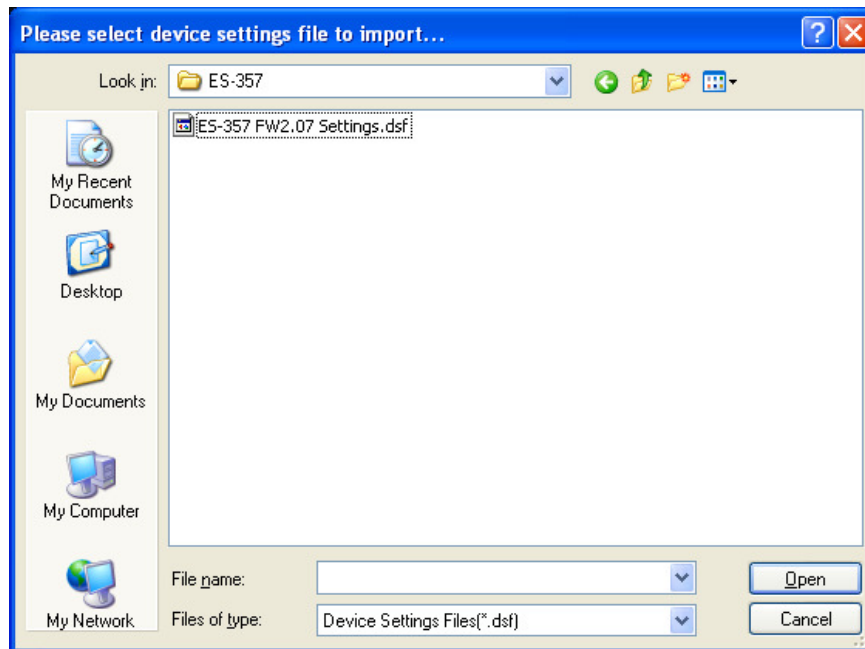 Please select device settings file to import...
Look in: ES-357
ES-357 FW2.07 Settings.dsf
My Recent
Documents
Desktop
My Documents
My Computer
My Network
File name:
Open
Files of type: Device Settings Files(*.dsf)
Cancel